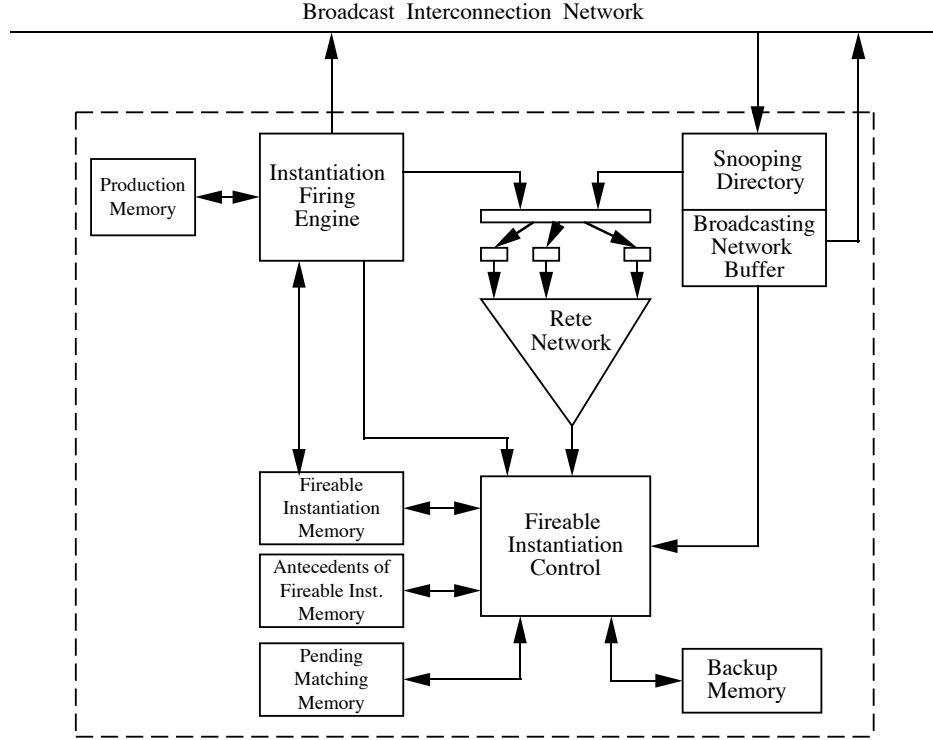 Broadcast Interconnection Network
Production
Memory
Instantiation
Firing
Engine
Snooping
Directory
Broadcasting
Network
Buffer
Rete
Network
Fireable
Instantiation
Memory
Antecedents of
Fireable Inst.
Memory
Pending
Matching
Memory
Fireable
Instantiation
Control
Backup
Memory